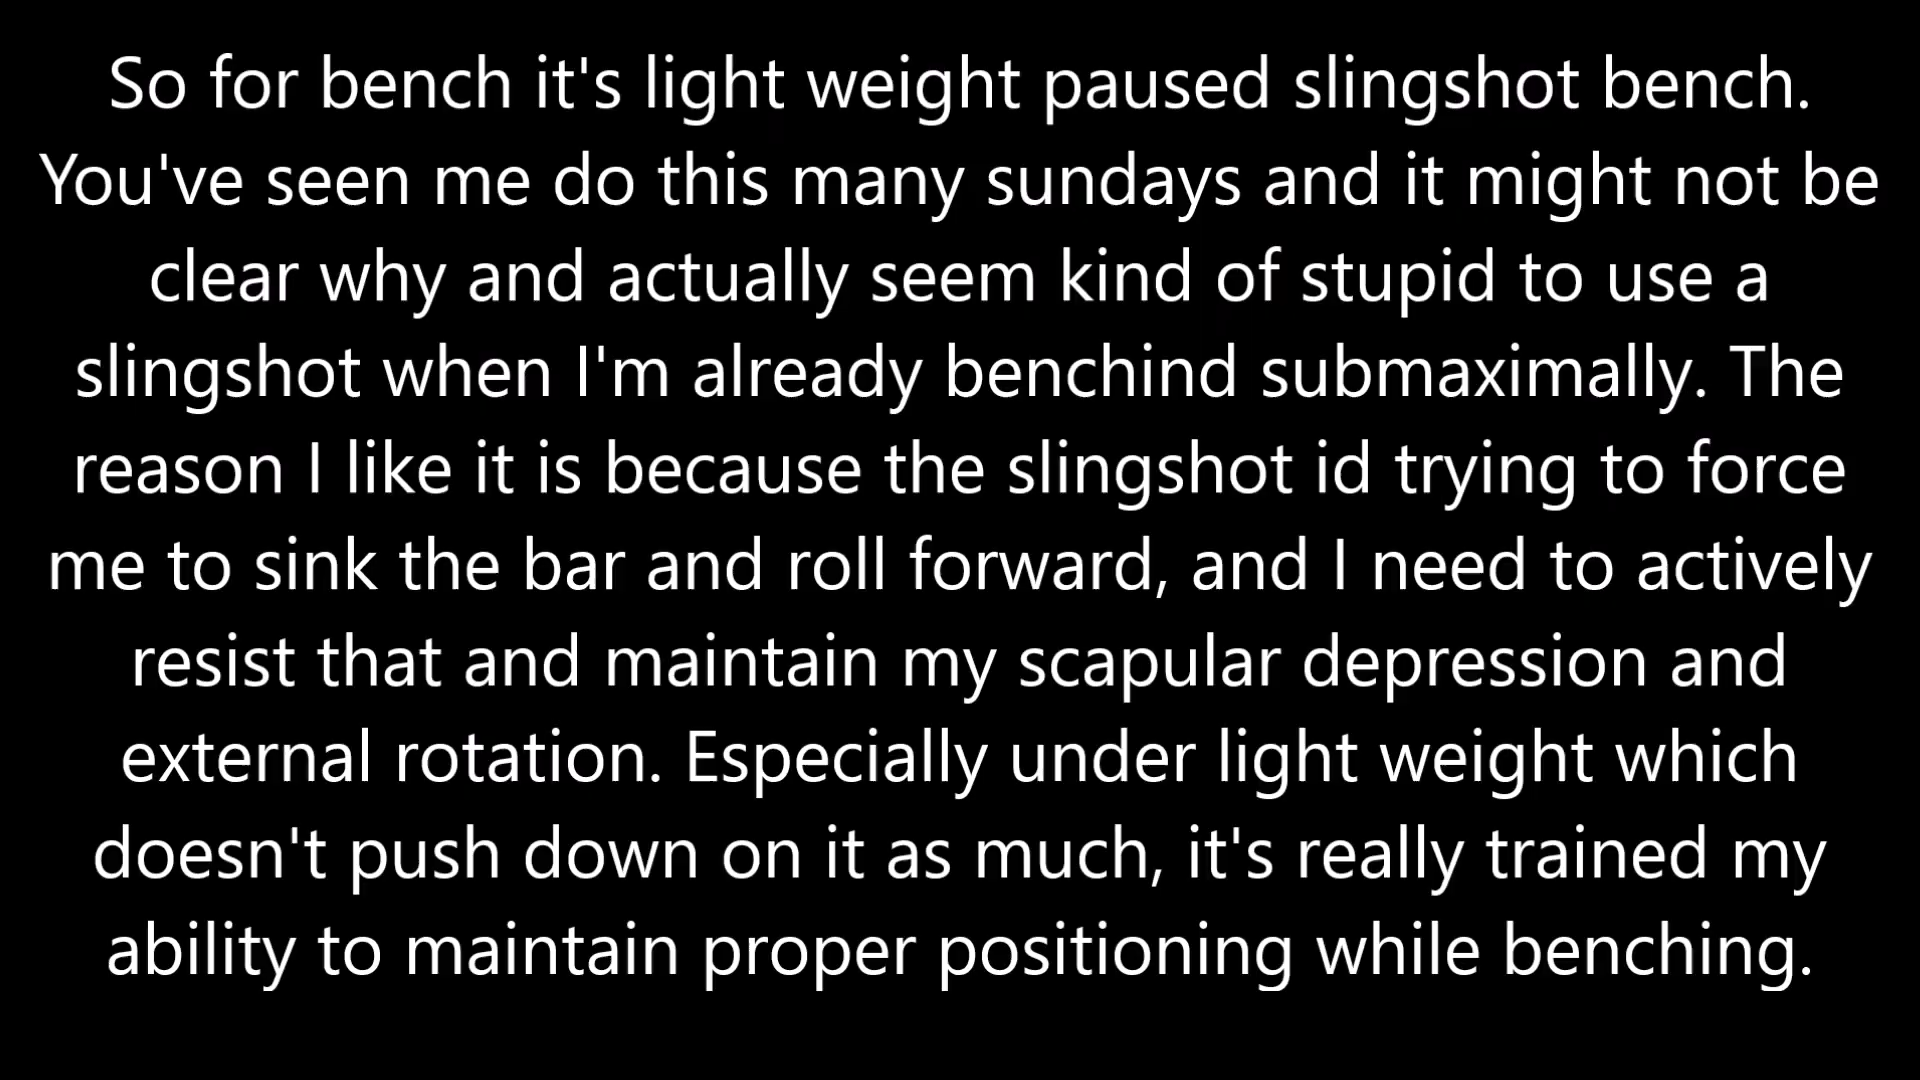 So for bench it's light weight paused slingshot bench.
You've seen me do this many sundays and it might not be
clear why and actually seem kind of stupid to use a
slingshot when I'm already benchind submaximally. The
reason I like it is because the slingshot id trying to force
me to sink the bar and roll forward, and I need to actively
resist that and maintain my scapular depression and
external rotation. Especially under light weight which
doesn't push down on it as much, it's really trained my
ability to maintain proper positioning while benching.